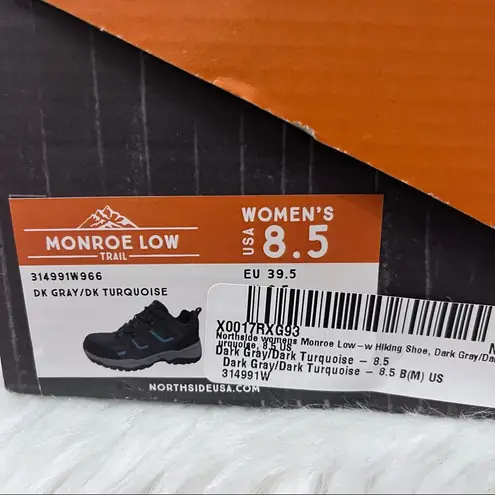 MONROE LOW
TRAIL
WOMEN'S
USA 8.5
314991W966
EU 39.5
DK GRAY/DK TURQUOISE
X0017RXG93
Northside womens Monroe Low-w Hiking Shoe, Dark Gray/Da
urquoise, 8.5 US
Dark Gray/Dark Turquoise – 8.5
Dark Gray/Dark Turquoise – 8.5 B(M) US
314991W
NORTHSIDEUSA.COM